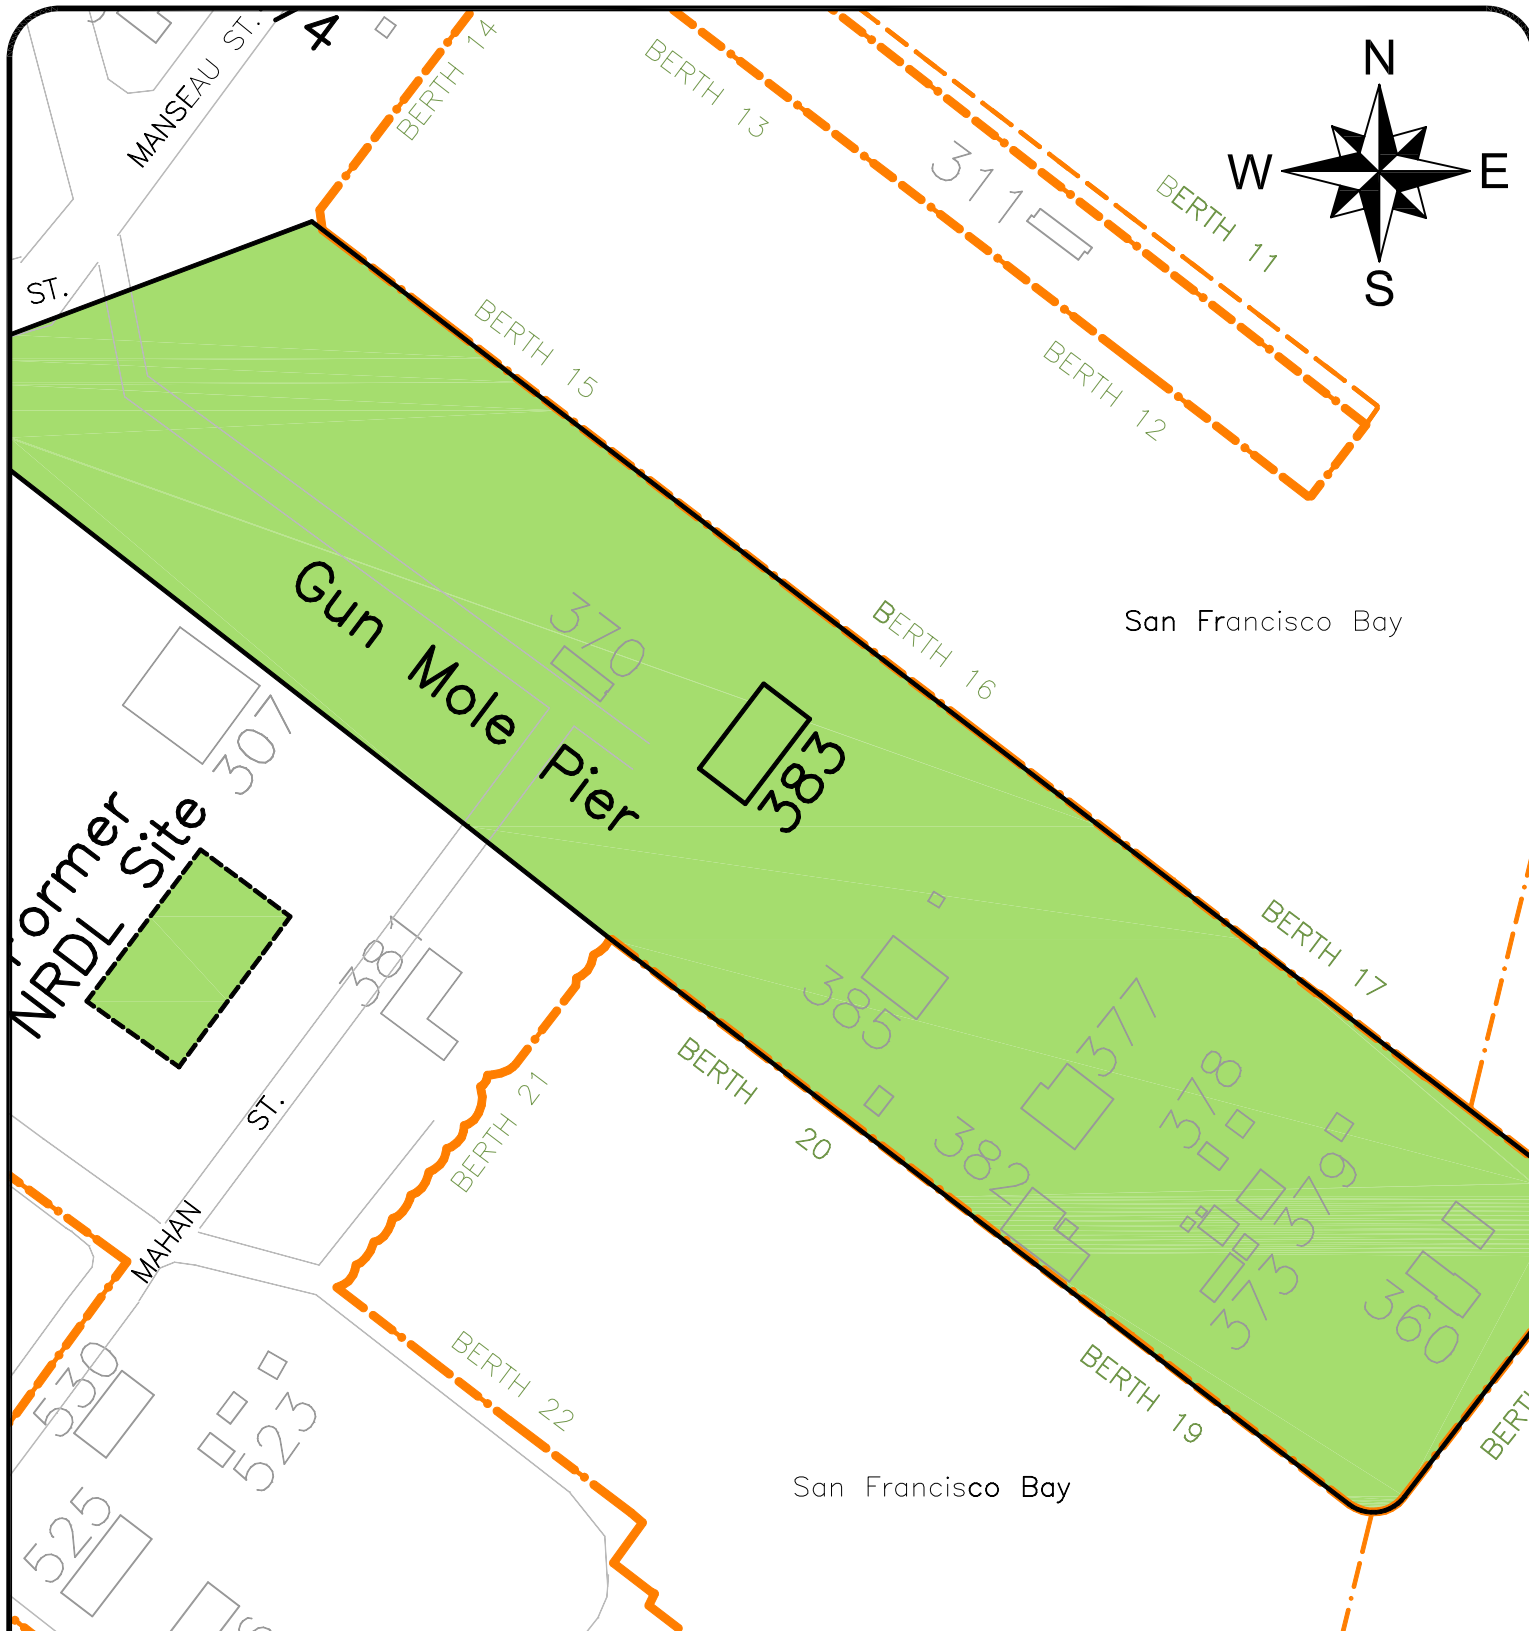 4
MANSEAU ST.
BERTH 14
BERTH 13
311
BERTH 11
N
W
E
S
ST.
BERTH 15
BERTH 12
Gun Mole Pier
370
383
BERTH 16
San Francisco Bay
307
NRDL Site
381
385
BERTH 17
377
378
BERTH 20
BERTH 21
382
379
373
360
MAHAN ST.
530
523
BERTH 22
BERTH 19
525
San Francisco Bay